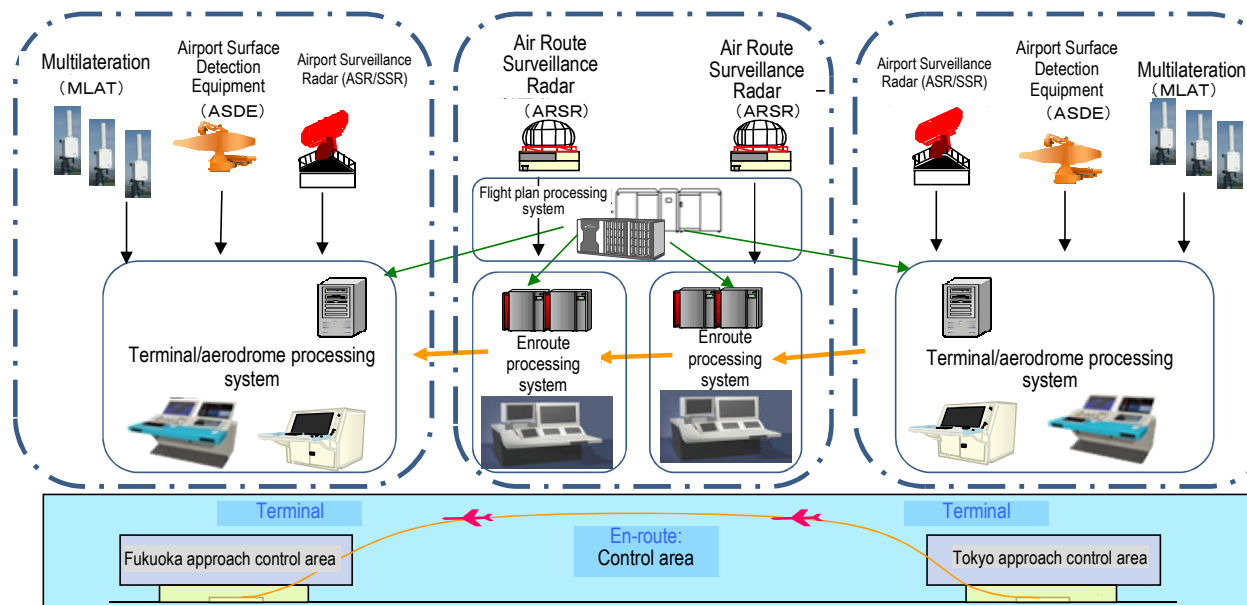 Multilateration
（MLAT）
Airport Surface
Detection
Equipment
（ASDE）
Airport Surveillance
Radar (ASR/SSR)
Air Route
Surveillance
Radar
（ARSR）
Air Route
Surveillance
Radar
（ARSR）
Airport Surveillance
Radar (ASR/SSR)
Airport Surface
Detection
Equipment
（ASDE）
Multilateration
（MLAT）
Flight plan processing
system
Terminal/aerodrome processing
system
Enroute
processing
system
Enroute
processing
system
Terminal/aerodrome processing
system
Terminal
Terminal
En-route:
Control area
Fukuoka approach control area
Tokyo approach control area